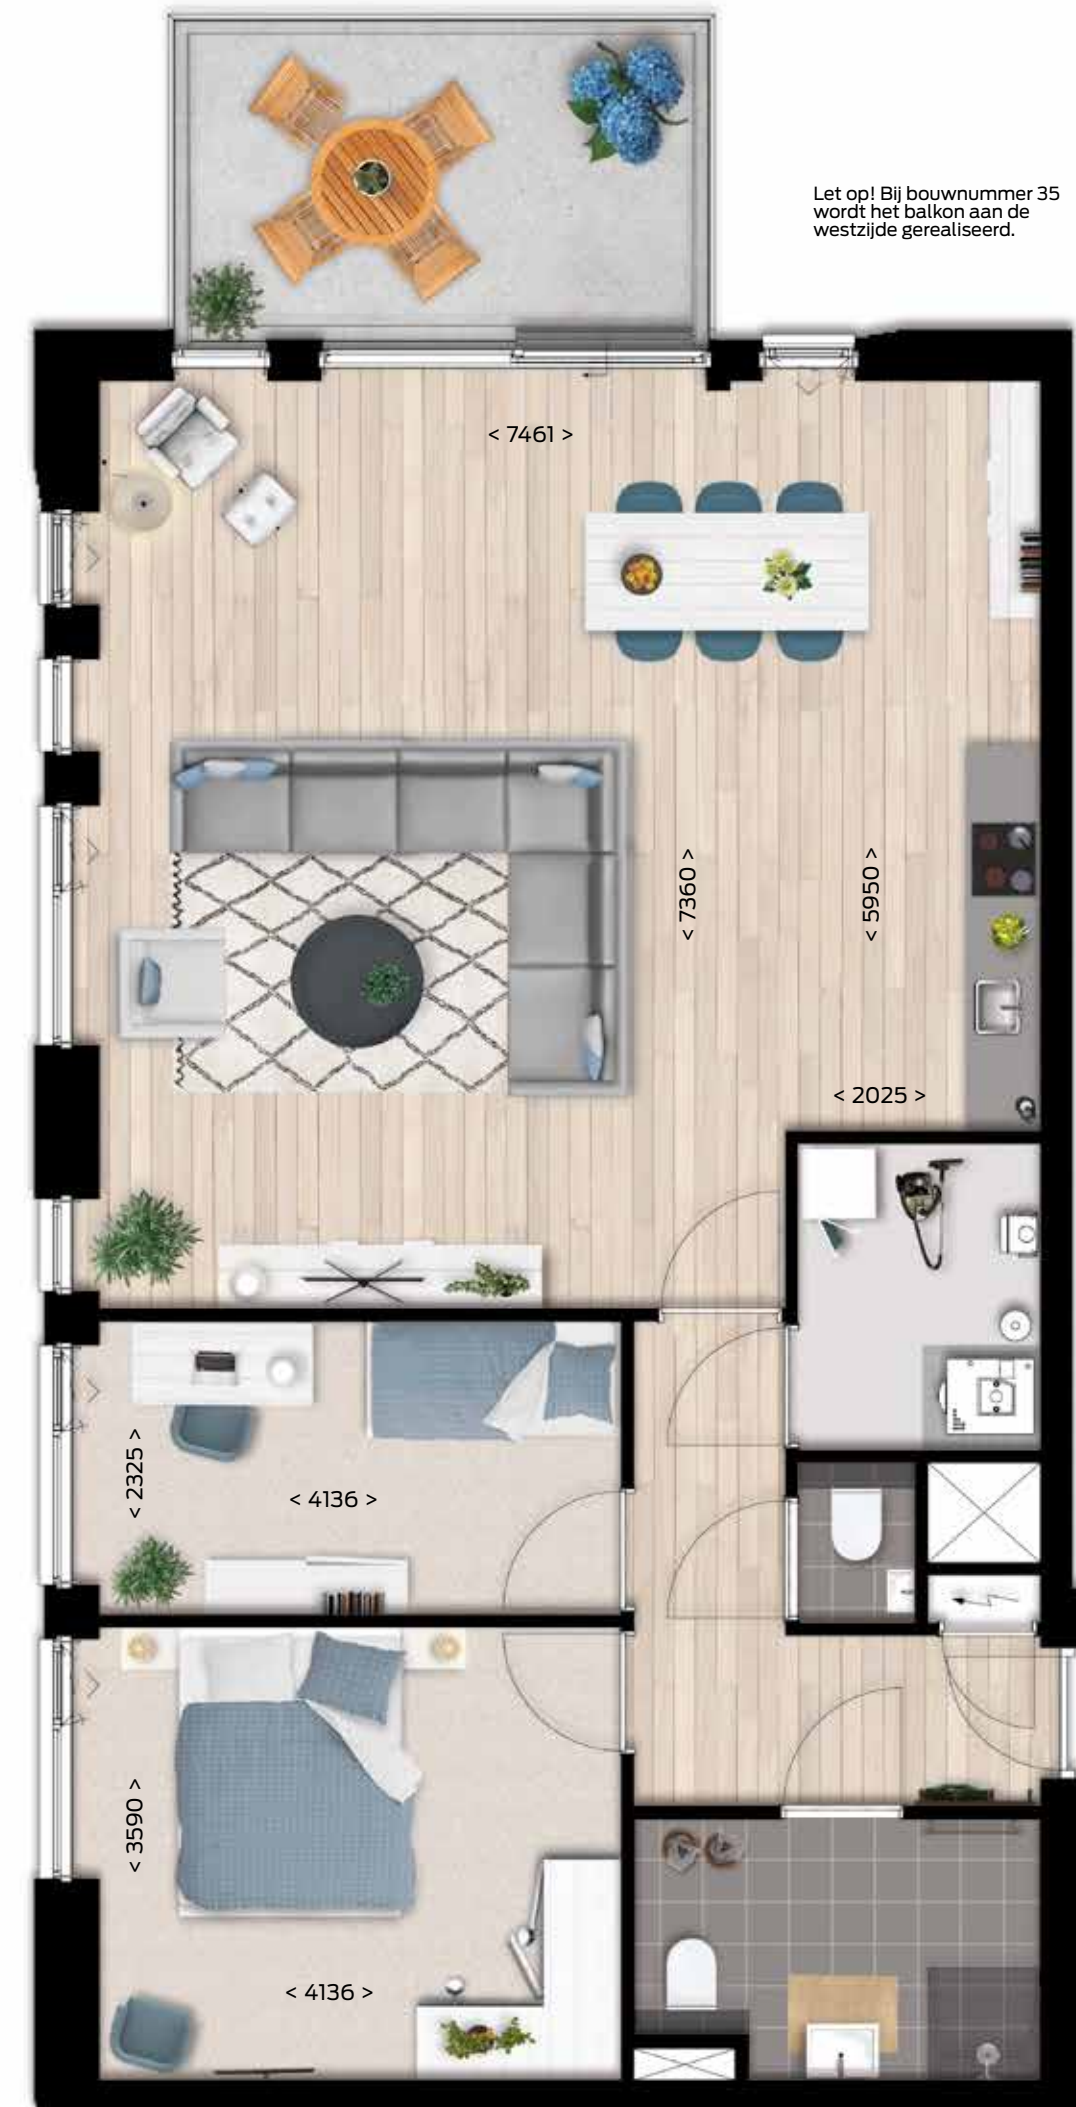 Let op! Bij bouwnummer 35
wordt het balkon aan de
westzijde gerealiseerd.
< 7461 >
< 7360 >
< 5950 >
< 2025 >
< 2325 >
< 4136 >
< 3590 >
< 4136 >